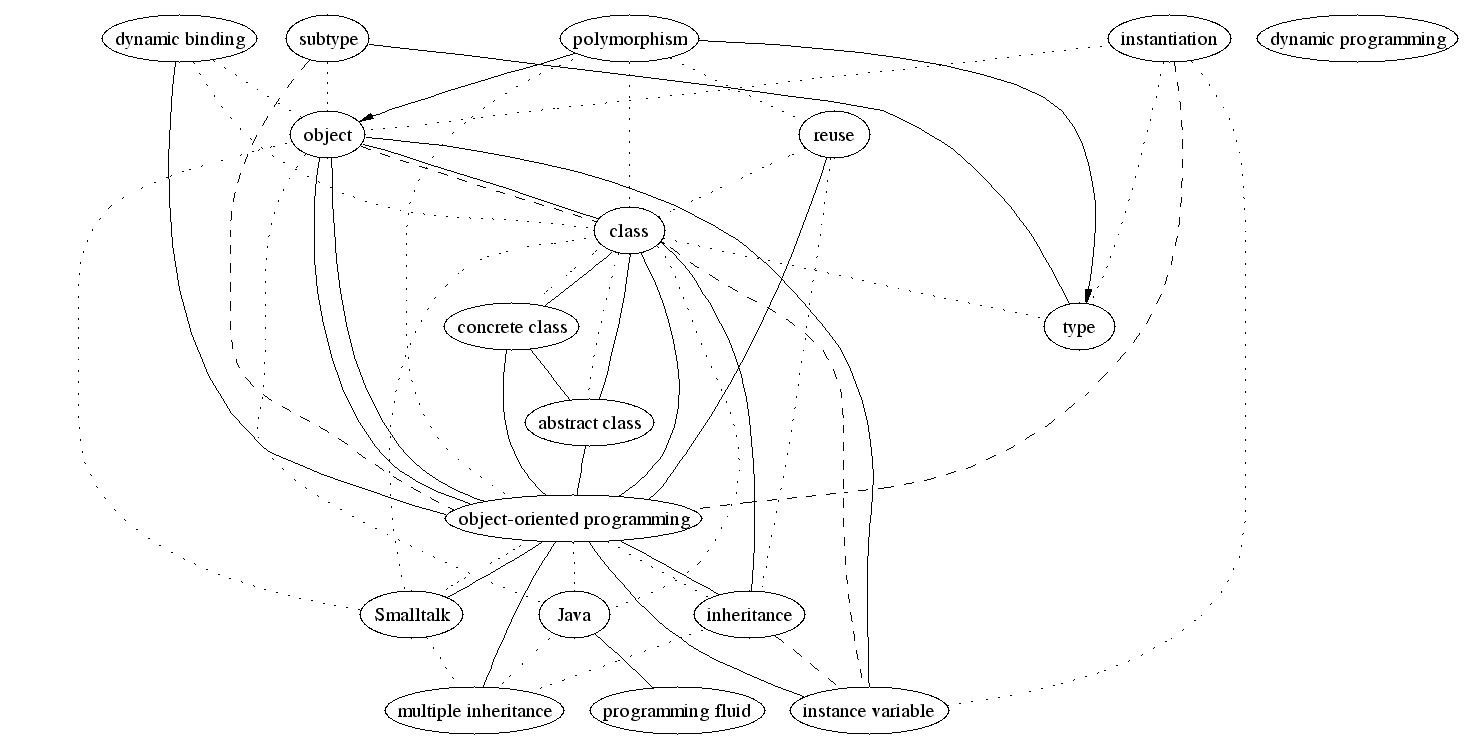 dynamic binding
subtype
polymorphism
instantiation
dynamic programming
object
reuse
class
concrete class
type
abstract class
object-oriented programming
Smalltalk
Java
inheritance
multiple inheritance
programming fluid
instance variable